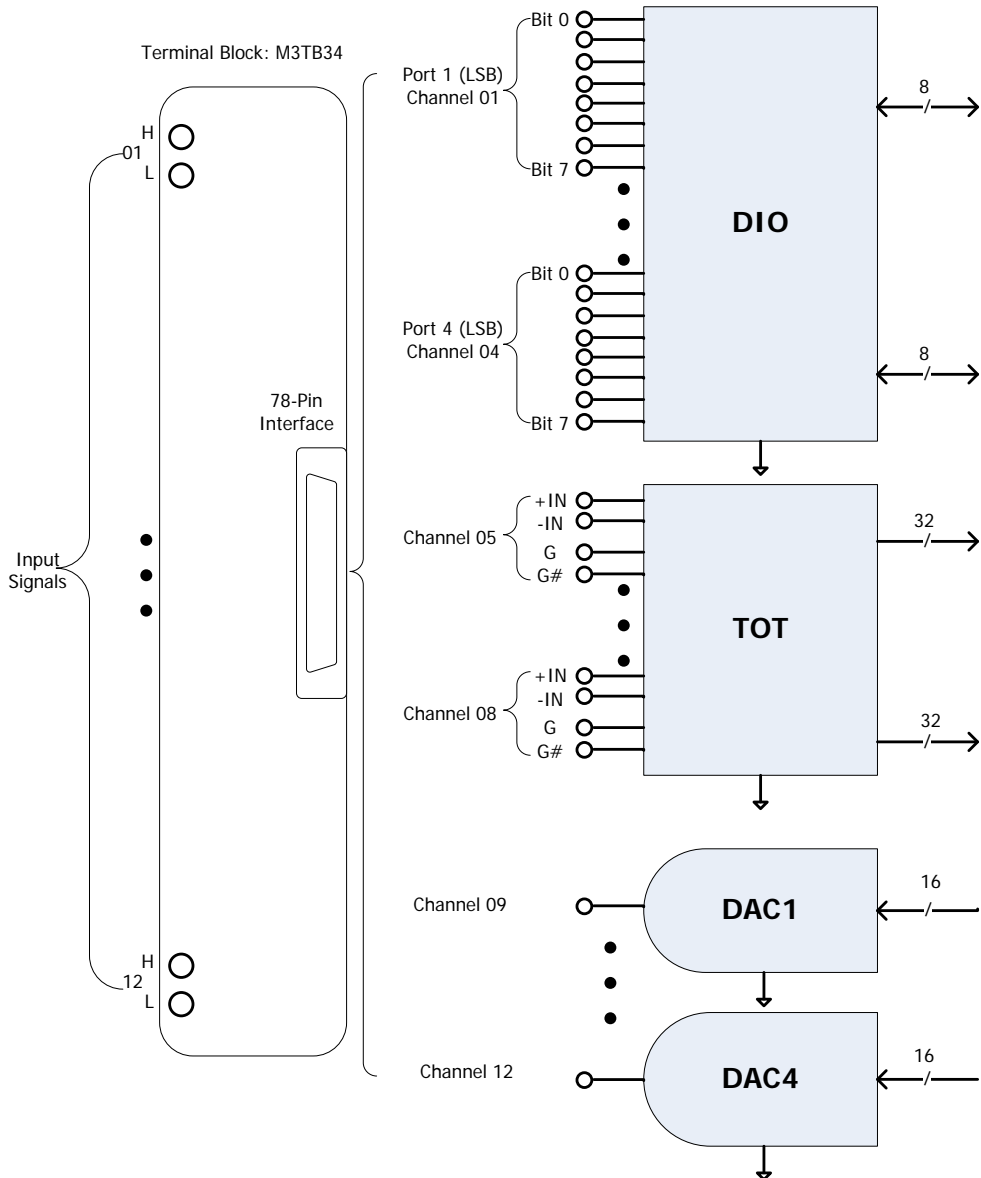 Terminal Block: M3TB34
H
01
L
78-Pin
Interface
Input
Signals
H
12
L
Bit 0
Port 1 (LSB)
Channel 01
Bit 7
Bit 0
Port 4 (LSB)
Channel 04
Bit 7
DIO
8
8
+IN
-IN
Channel 05
G
G#
+IN
-IN
Channel 08
G
G#
TOT
32
32
Channel 09
DAC1
16
Channel 12
DAC4
16